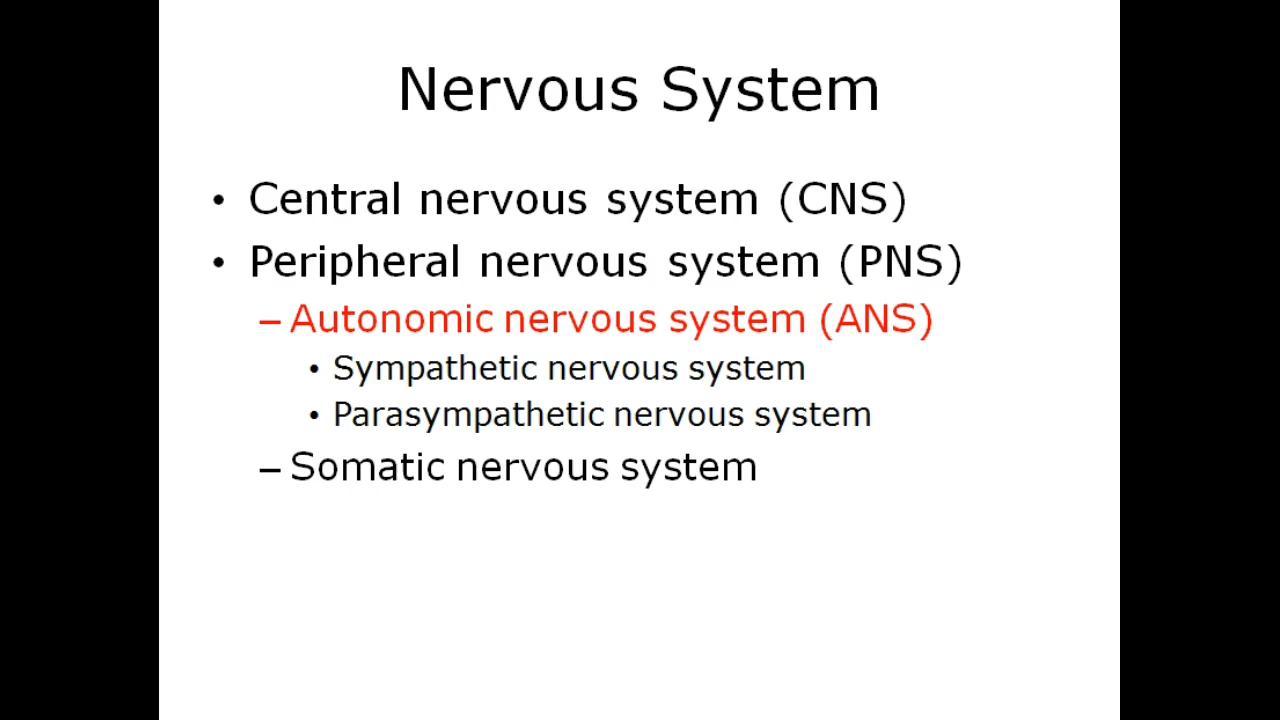 Nervous System
• Central nervous system (CNS)
• Peripheral nervous system (PNS)
– Autonomic nervous system (ANS)
• Sympathetic nervous system
• Parasympathetic nervous system
– Somatic nervous system